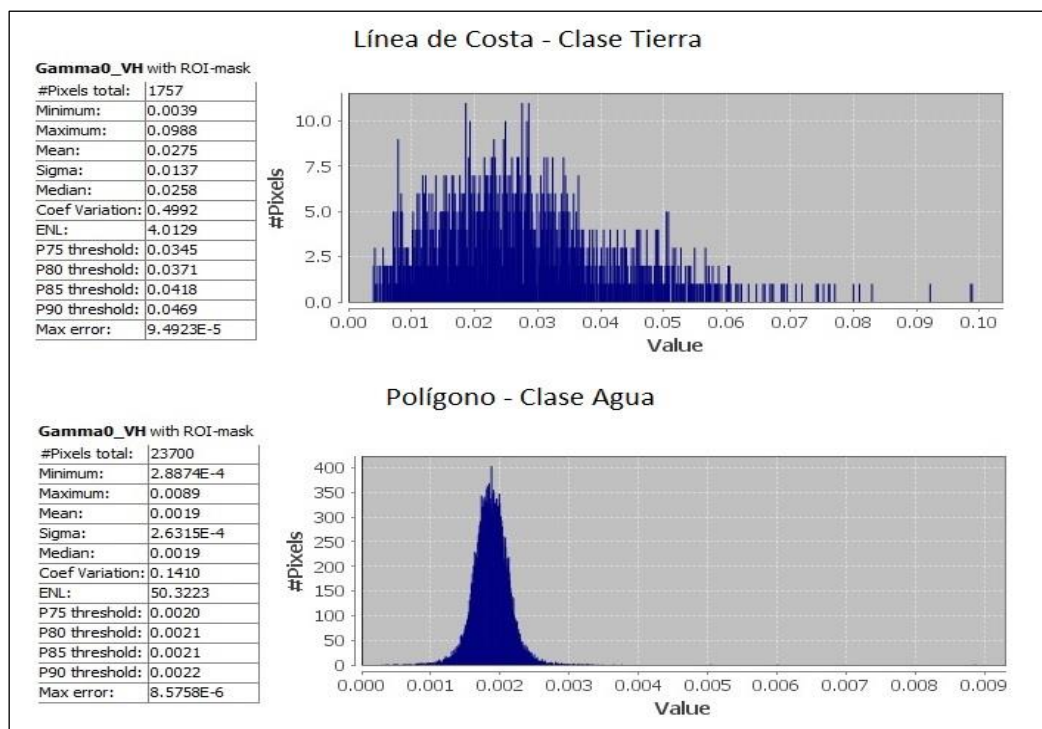 Línea de Costa - Clase Tierra
Gamma0_VH with ROI-mask
#Pixels total: 1757
Minimum: 0.0039
Maximum: 0.0988
Mean: 0.0275
Sigma: 0.0137
Median: 0.0258
Coef Variation: 0.4992
ENL: 4.0129
P75 threshold: 0.0345
P80 threshold: 0.0371
P85 threshold: 0.0418
P90 threshold: 0.0469
Max error: 9.4923E-5
#Pixels
10.0
7.5
5.0
2.5
0.0
0.00 0.01 0.02 0.03 0.04 0.05 0.06 0.07 0.08 0.09 0.10
Value
Polígono - Clase Agua
Gamma0_VH with ROI-mask
#Pixels total: 23700
Minimum: 2.8874E-4
Maximum: 0.0089
Mean: 0.0019
Sigma: 2.6315E-4
Median: 0.0019
Coef Variation: 0.1410
ENL: 50.3223
P75 threshold: 0.0020
P80 threshold: 0.0021
P85 threshold: 0.0021
P90 threshold: 0.0022
Max error: 8.5758E-6
#Pixels
400
350
300
250
200
150
100
50
0
0.000 0.001 0.002 0.003 0.004 0.005 0.006 0.007 0.008 0.009
Value